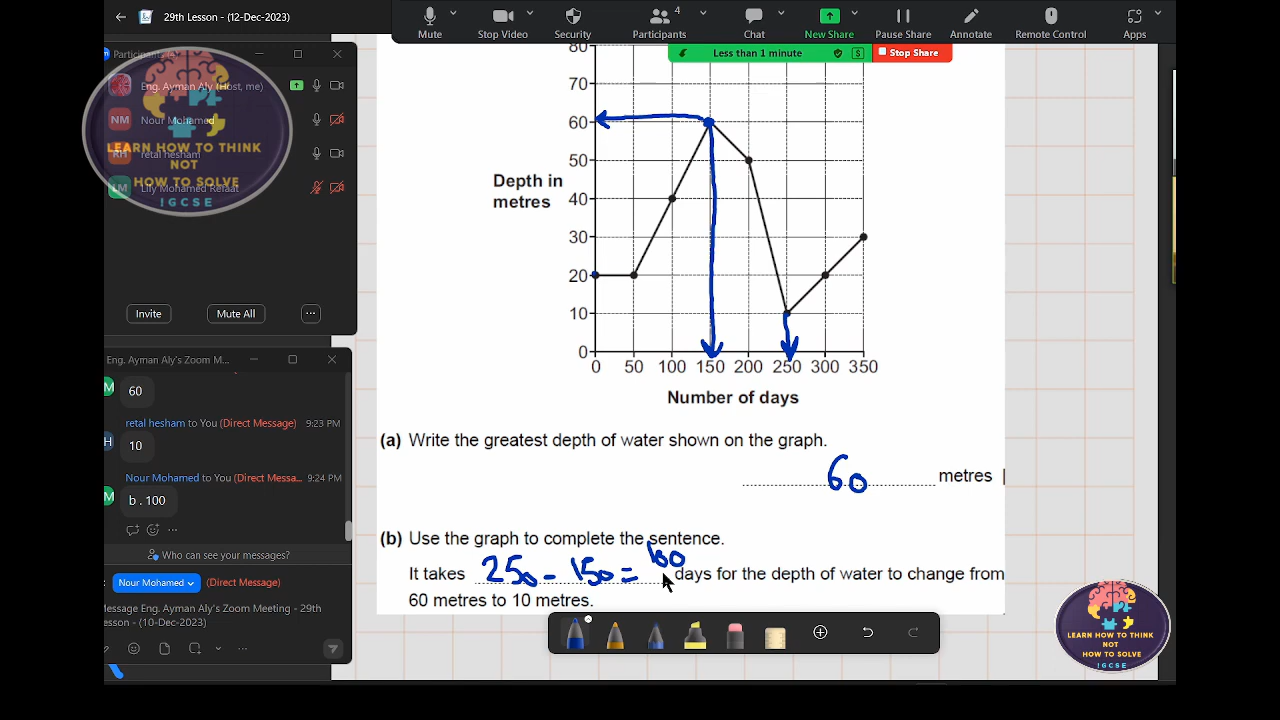 29th Lesson - (12-Dec-2023)
Mute
Stop Video
Security
4
Participants
Chat
New Share
Pause Share
Annotate
Remote Control
Apps
Less than 1 minute
Stop Share
Eng. Ayman Aly (Host, me)
NM Nour Mohamed
RH retal hesham
LM Lily Mohamed Refaat
LEARN HOW TO THINK
NOT
HOW TO SOLVE
IGCSE
Invite
Mute All
Eng. Ayman Aly's Zoom M...
60
retal hesham to You (Direct Message) 9:23 PM
10
Nour Mohamed to You (Direct Messa... 9:24 PM
b . 100
Who can see your messages?
Nour Mohamed (Direct Message)
Message Eng. Ayman Aly's Zoom Meeting - 29th
esson - (10-Dec-2023)
80
70
60
50
40
30
20
10
0
Depth in
metres
0 50 100 150 200 250 300 350
Number of days
(a) Write the greatest depth of water shown on the graph.
60 metres
(b) Use the graph to complete the sentence.
It takes 250 - 150 = 100 days for the depth of water to change from
60 metres to 10 metres.
LEARN HOW TO THINK
NOT
HOW TO SOLVE
IGCSE